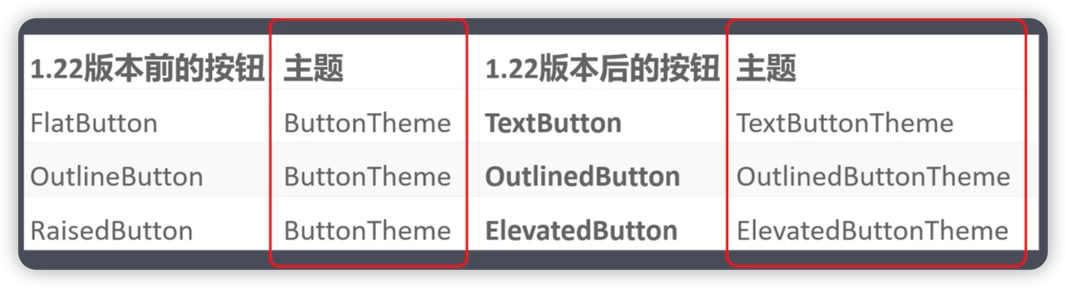 1.22版本前的按钮 主题 1.22版本后的按钮 主题
FlatButton ButtonTheme TextButton TextButtonTheme
OutlineButton ButtonTheme OutlinedButton OutlinedButtonTheme
RaisedButton ButtonTheme ElevatedButton ElevatedButtonTheme